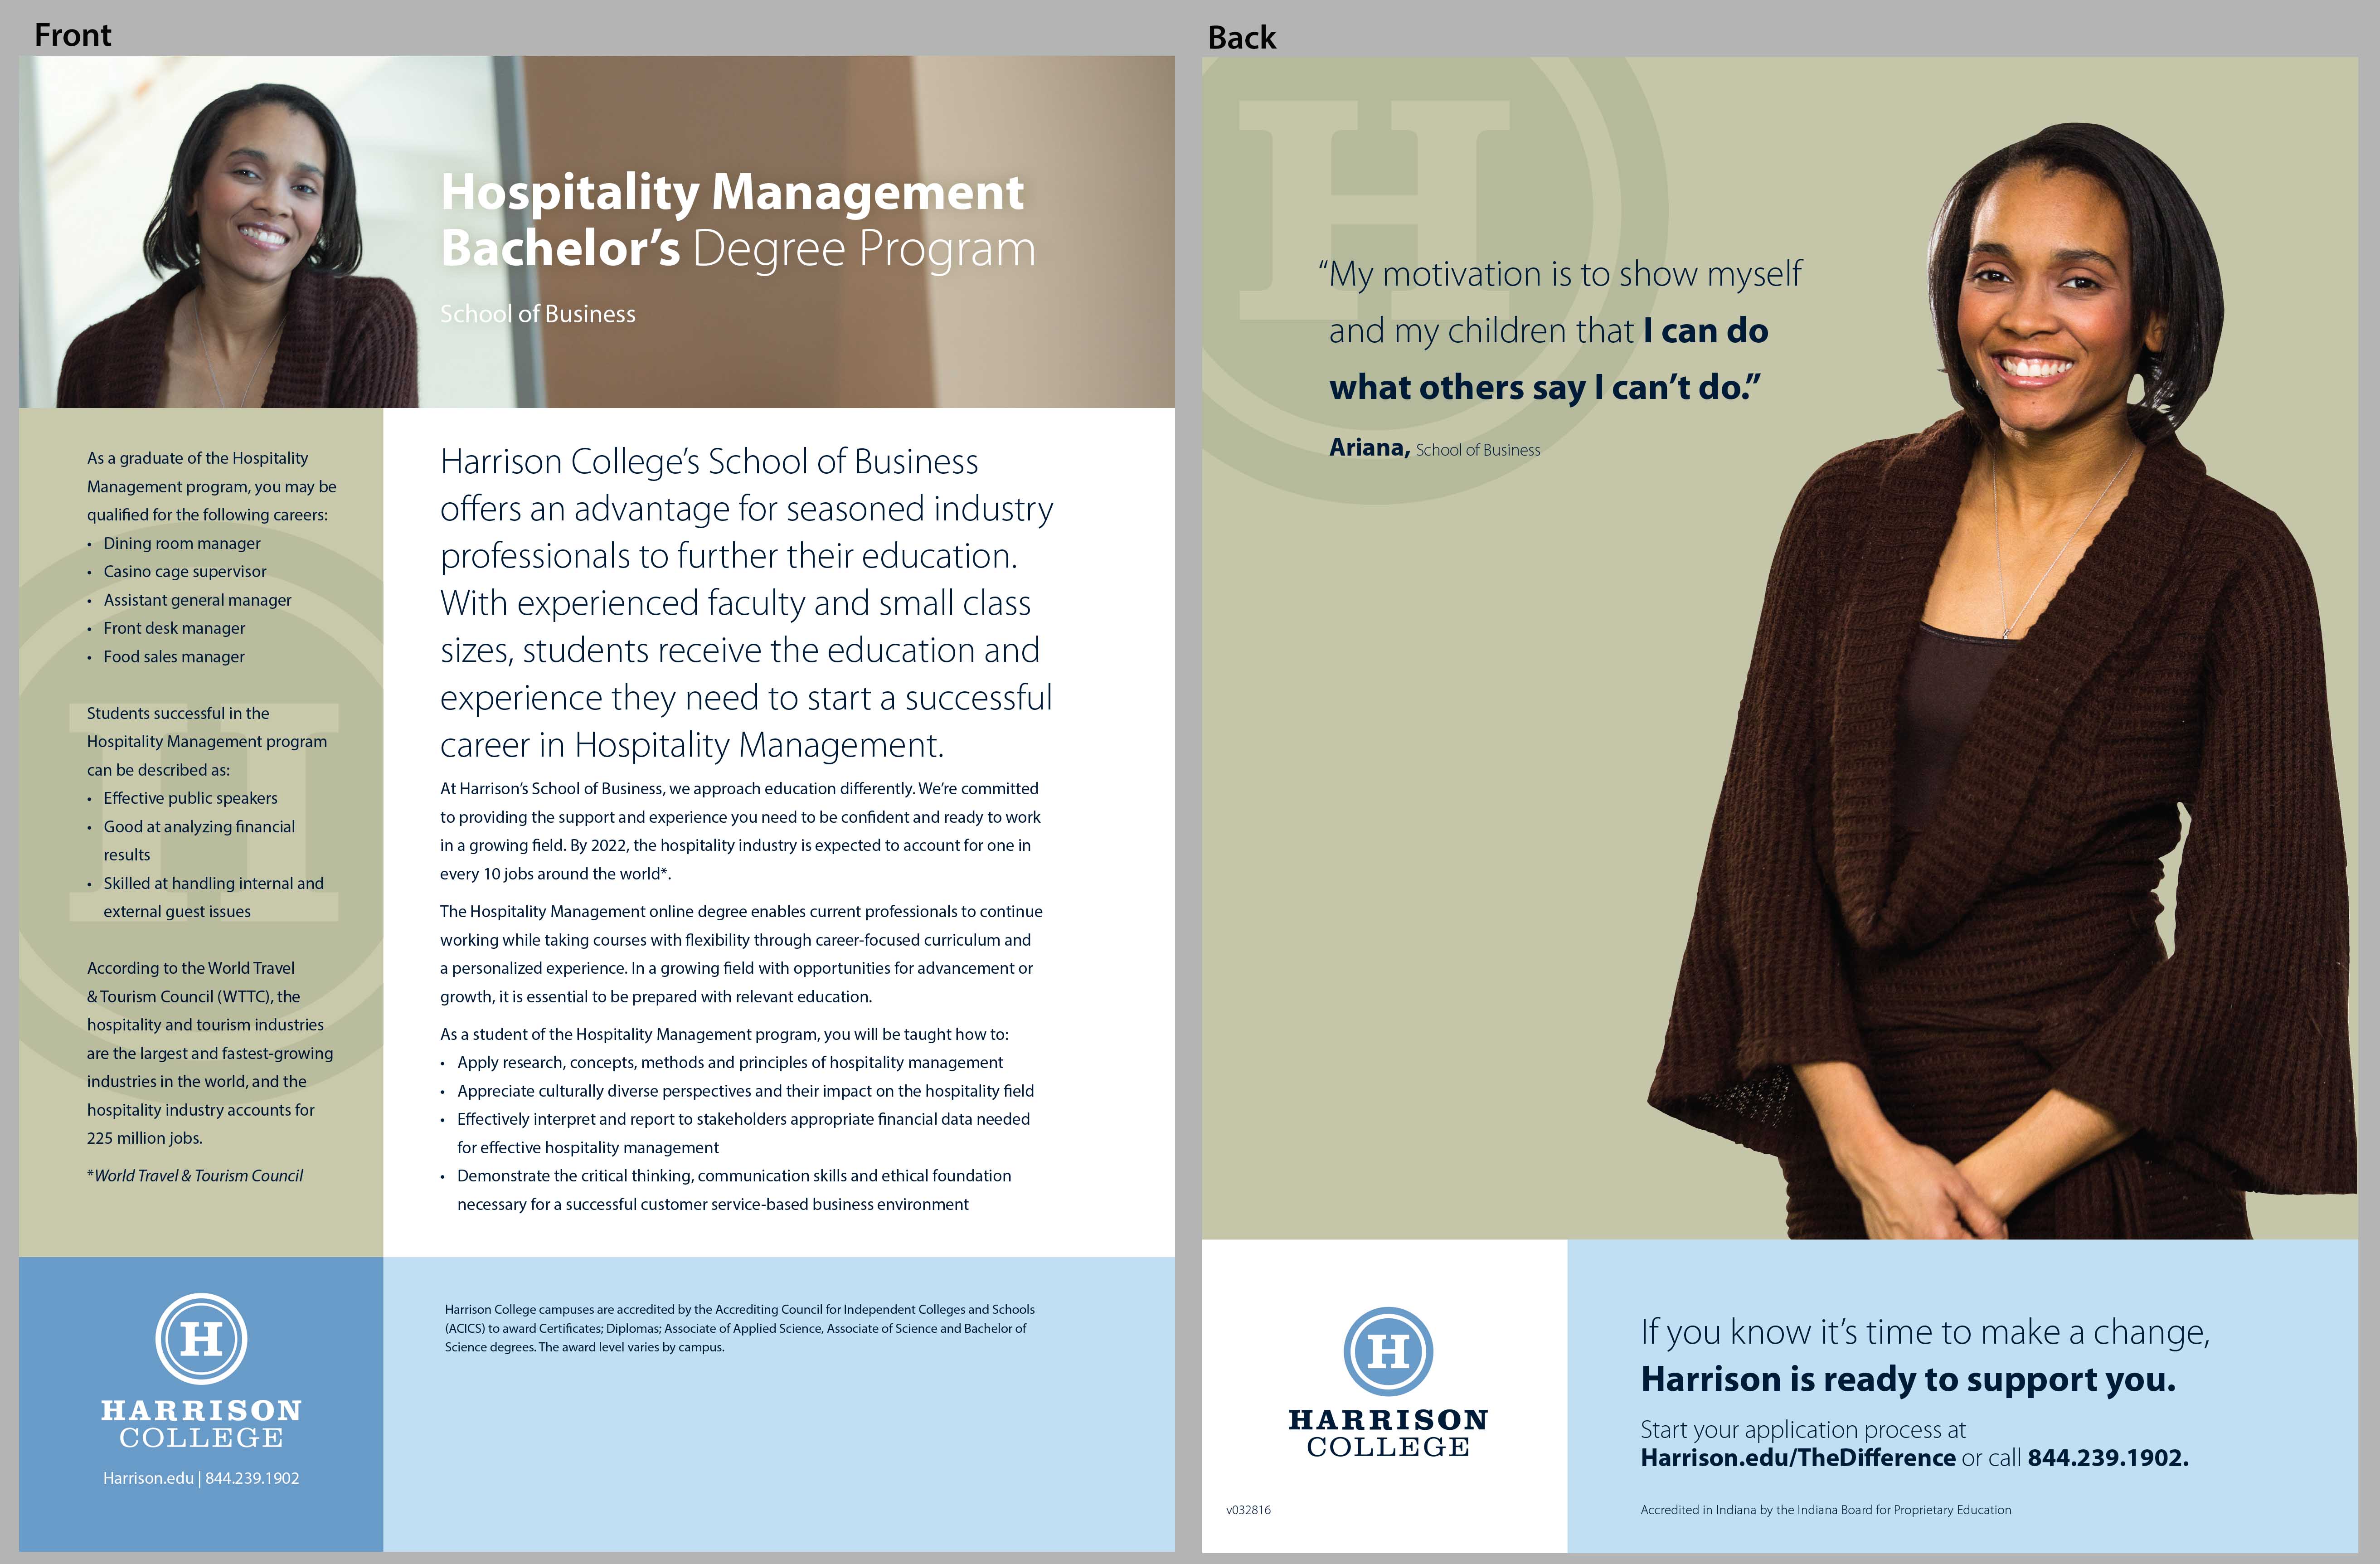 Front
Hospitality Management
Bachelor's Degree Program
School of Business
As a graduate of the Hospitality
Management program, you may be
qualified for the following careers:
• Dining room manager
• Casino cage supervisor
• Assistant general manager
• Front desk manager
• Food sales manager
Students successful in the
Hospitality Management program
can be described as:
• Effective public speakers
• Good at analyzing financial
results
• Skilled at handling internal and
external guest issues
According to the World Travel
& Tourism Council (WTTC), the
hospitality and tourism industries
are the largest and fastest-growing
industries in the world, and the
hospitality industry accounts for
225 million jobs.
*World Travel & Tourism Council
Harrison College's School of Business
offers an advantage for seasoned industry
professionals to further their education.
With experienced faculty and small class
sizes, students receive the education and
experience they need to start a successful
career in Hospitality Management.
At Harrison's School of Business, we approach education differently. We're committed
to providing the support and experience you need to be confident and ready to work
in a growing field. By 2022, the hospitality industry is expected to account for one in
every 10 jobs around the world*.
The Hospitality Management online degree enables current professionals to continue
working while taking courses with flexibility through career-focused curriculum and
a personalized experience. In a growing field with opportunities for advancement or
growth, it is essential to be prepared with relevant education.
As a student of the Hospitality Management program, you will be taught how to:
• Apply research, concepts, methods and principles of hospitality management
• Appreciate culturally diverse perspectives and their impact on the hospitality field
• Effectively interpret and report to stakeholders appropriate financial data needed
for effective hospitality management
• Demonstrate the critical thinking, communication skills and ethical foundation
necessary for a successful customer service-based business environment
H
HARRISON
COLLEGE
Harrison.edu | 844.239.1902
Harrison College campuses are accredited by the Accrediting Council for Independent Colleges and Schools
(ACICS) to award Certificates; Diplomas; Associate of Applied Science, Associate of Science and Bachelor of
Science degrees. The award level varies by campus.
Back
H
"My motivation is to show myself
and my children that I can do
what others say I can't do."
Ariana, School of Business
H
HARRISON
COLLEGE
v032816
If you know it's time to make a change,
Harrison is ready to support you.
Start your application process at
Harrison.edu/TheDifference or call 844.239.1902.
Accredited in Indiana by the Indiana Board for Proprietary Education